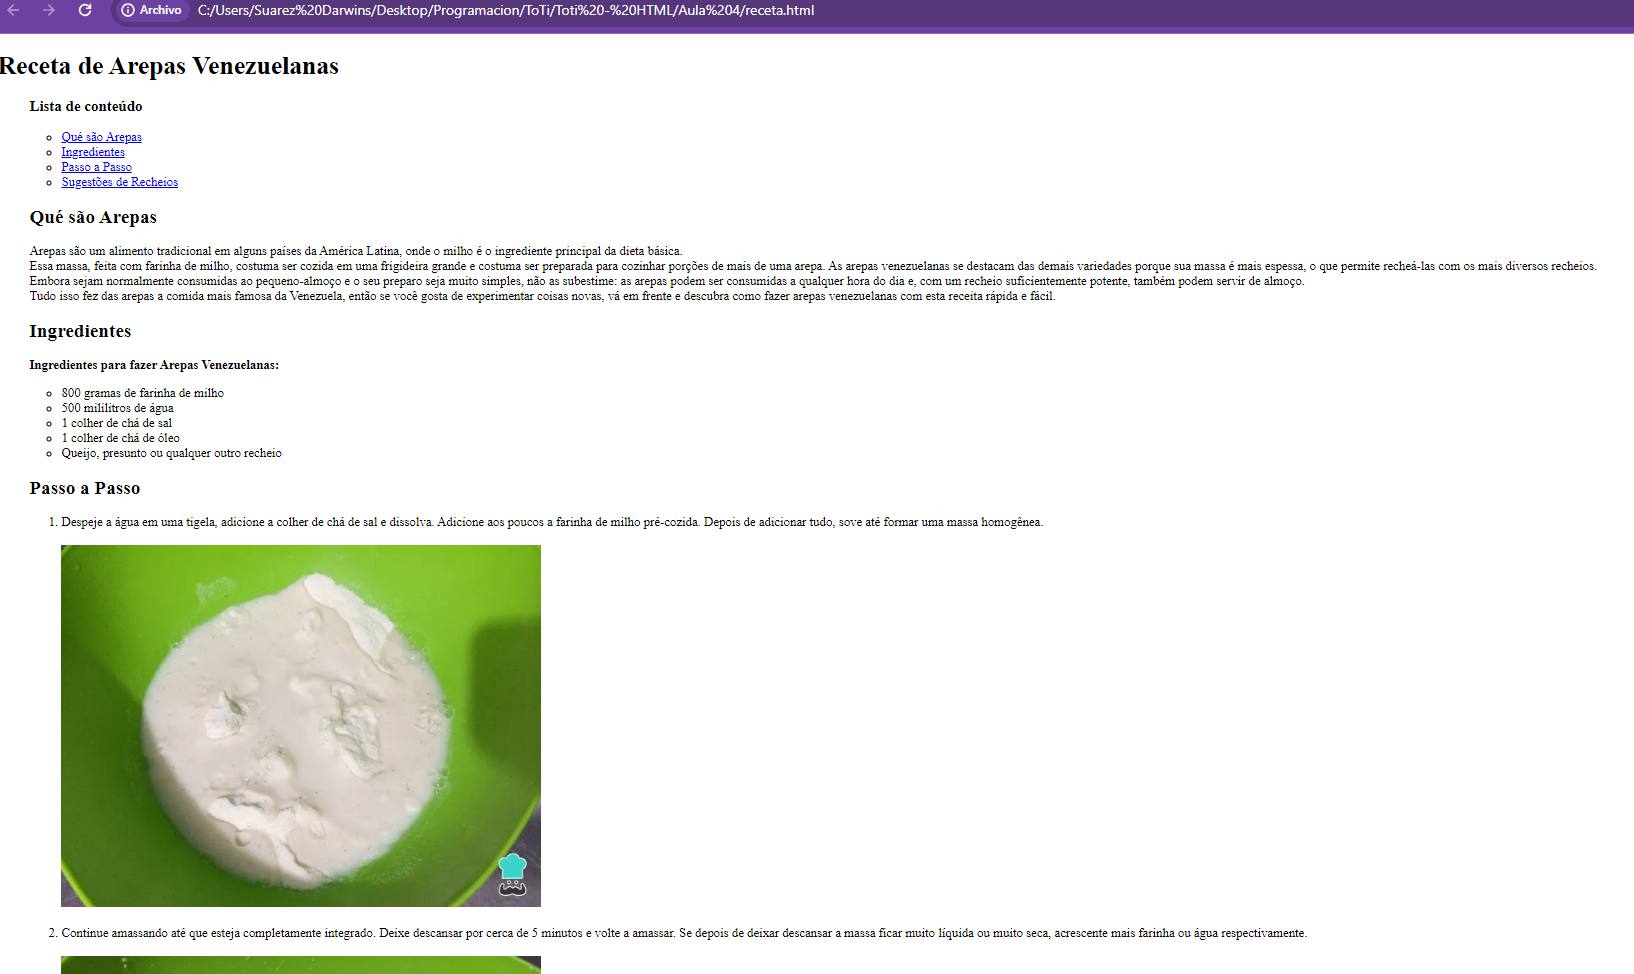 Archivo C:/Users/Suarez%20Darwins/Desktop/Programacion/ToTi/Toti%20-%20HTML/Aula%204/receta.html
Receta de Arepas Venezuelanas
Lista de conteúdo
Qué são Arepas
Ingredientes
Passo a Passo
Sugestões de Recheios
Qué são Arepas
Arepas são um alimento tradicional em alguns países da América Latina, onde o milho é o ingrediente principal da dieta básica.
Essa massa, feita com farinha de milho, costuma ser cozida em uma frigideira grande e costuma ser preparada para cozinhar porções de mais de uma arepa. As arepas venezuelanas se destacam das demais variedades porque sua massa é mais espessa, o que permite recheá-las com os mais diversos recheios.
Embora sejam normalmente consumidas ao pequeno-almoço e o seu preparo seja muito simples, não as subestime: as arepas podem ser consumidas a qualquer hora do dia e, com um recheio suficientemente potente, também podem servir de almoço.
Tudo isso fez das arepas a comida mais famosa da Venezuela, então se você gosta de experimentar coisas novas, vá em frente e descubra como fazer arepas venezuelanas com esta receita rápida e fácil.
Ingredientes
Ingredientes para fazer Arepas Venezuelanas:
800 gramas de farinha de milho
500 mililitros de água
1 colher de chá de sal
1 colher de chá de óleo
Queijo, presunto ou qualquer outro recheio
Passo a Passo
1. Despeje a água em uma tigela, adicione a colher de chá de sal e dissolva. Adicione aos poucos a farinha de milho pré-cozida. Depois de adicionar tudo, sove até formar uma massa homogênea.
2. Continue amassando até que esteja completamente integrado. Deixe descansar por cerca de 5 minutos e volte a amassar. Se depois de deixar descansar a massa ficar muito líquida ou muito seca, acrescente mais farinha ou água respectivamente.